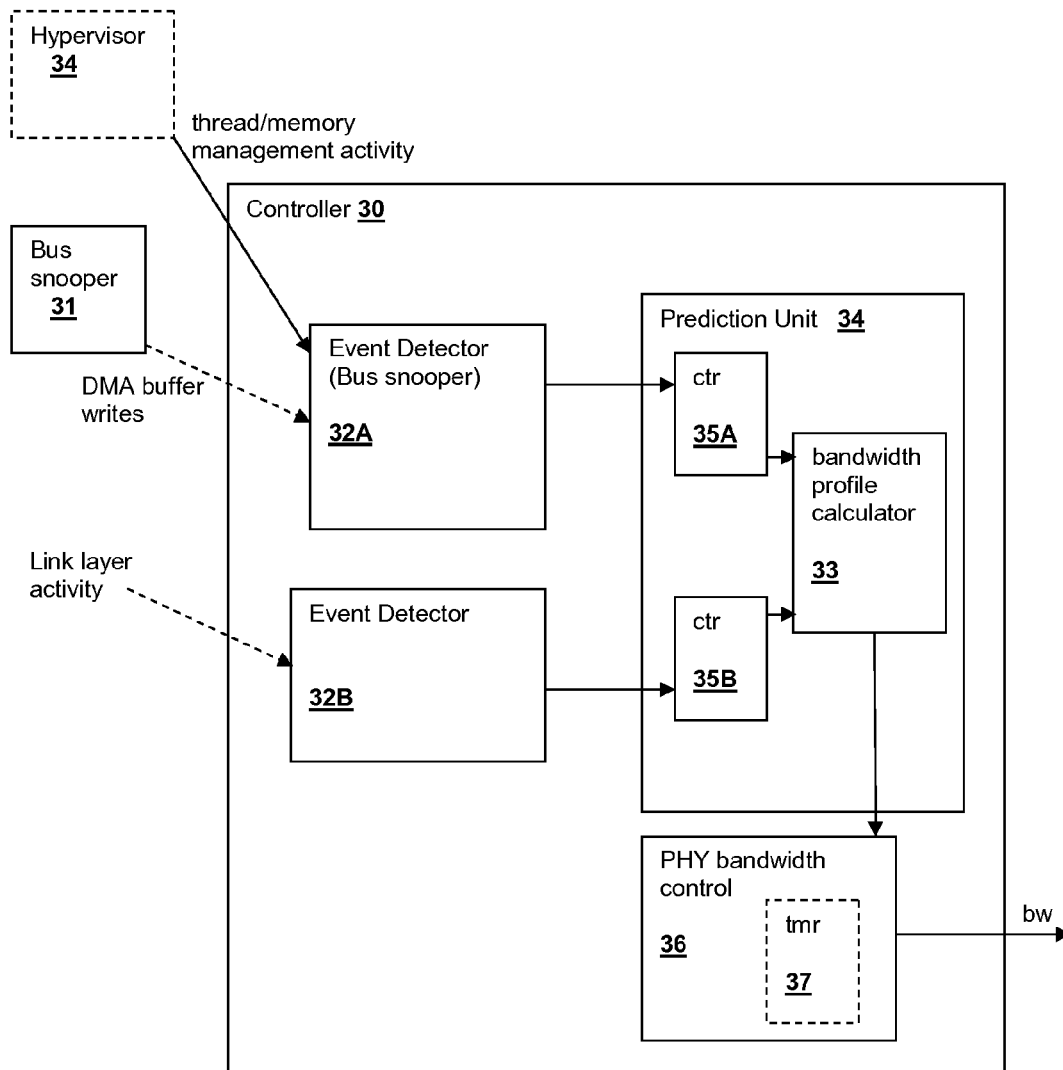 Hypervisor
34
thread/memory
management activity
Controller 30
Bus
snooper
31
DMA buffer
writes
Event Detector
(Bus snooper)
32A
Prediction Unit 34
ctr
35A
bandwidth
profile
calculator
33
Link layer
activity
Event Detector
32B
ctr
35B
PHY bandwidth
control
36
tmr
37
bw